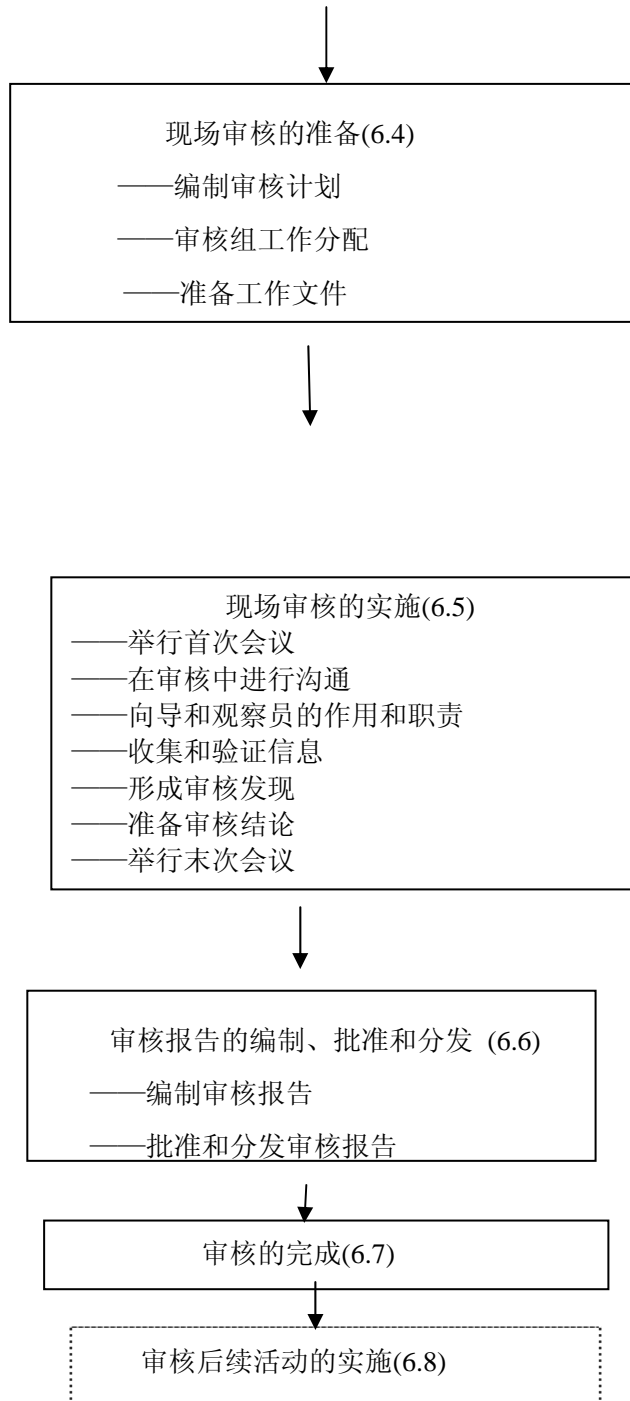 现场审核的准备(6.4)
——编制审核计划
——审核组工作分配
——准备工作文件
现场审核的实施(6.5)
——举行首次会议
——在审核中进行沟通
——向导和观察员的作用和职责
——收集和验证信息
——形成审核发现
——准备审核结论
——举行末次会议
审核报告的编制、批准和分发 (6.6)
——编制审核报告
——批准和分发审核报告
审核的完成(6.7)
审核后续活动的实施(6.8)